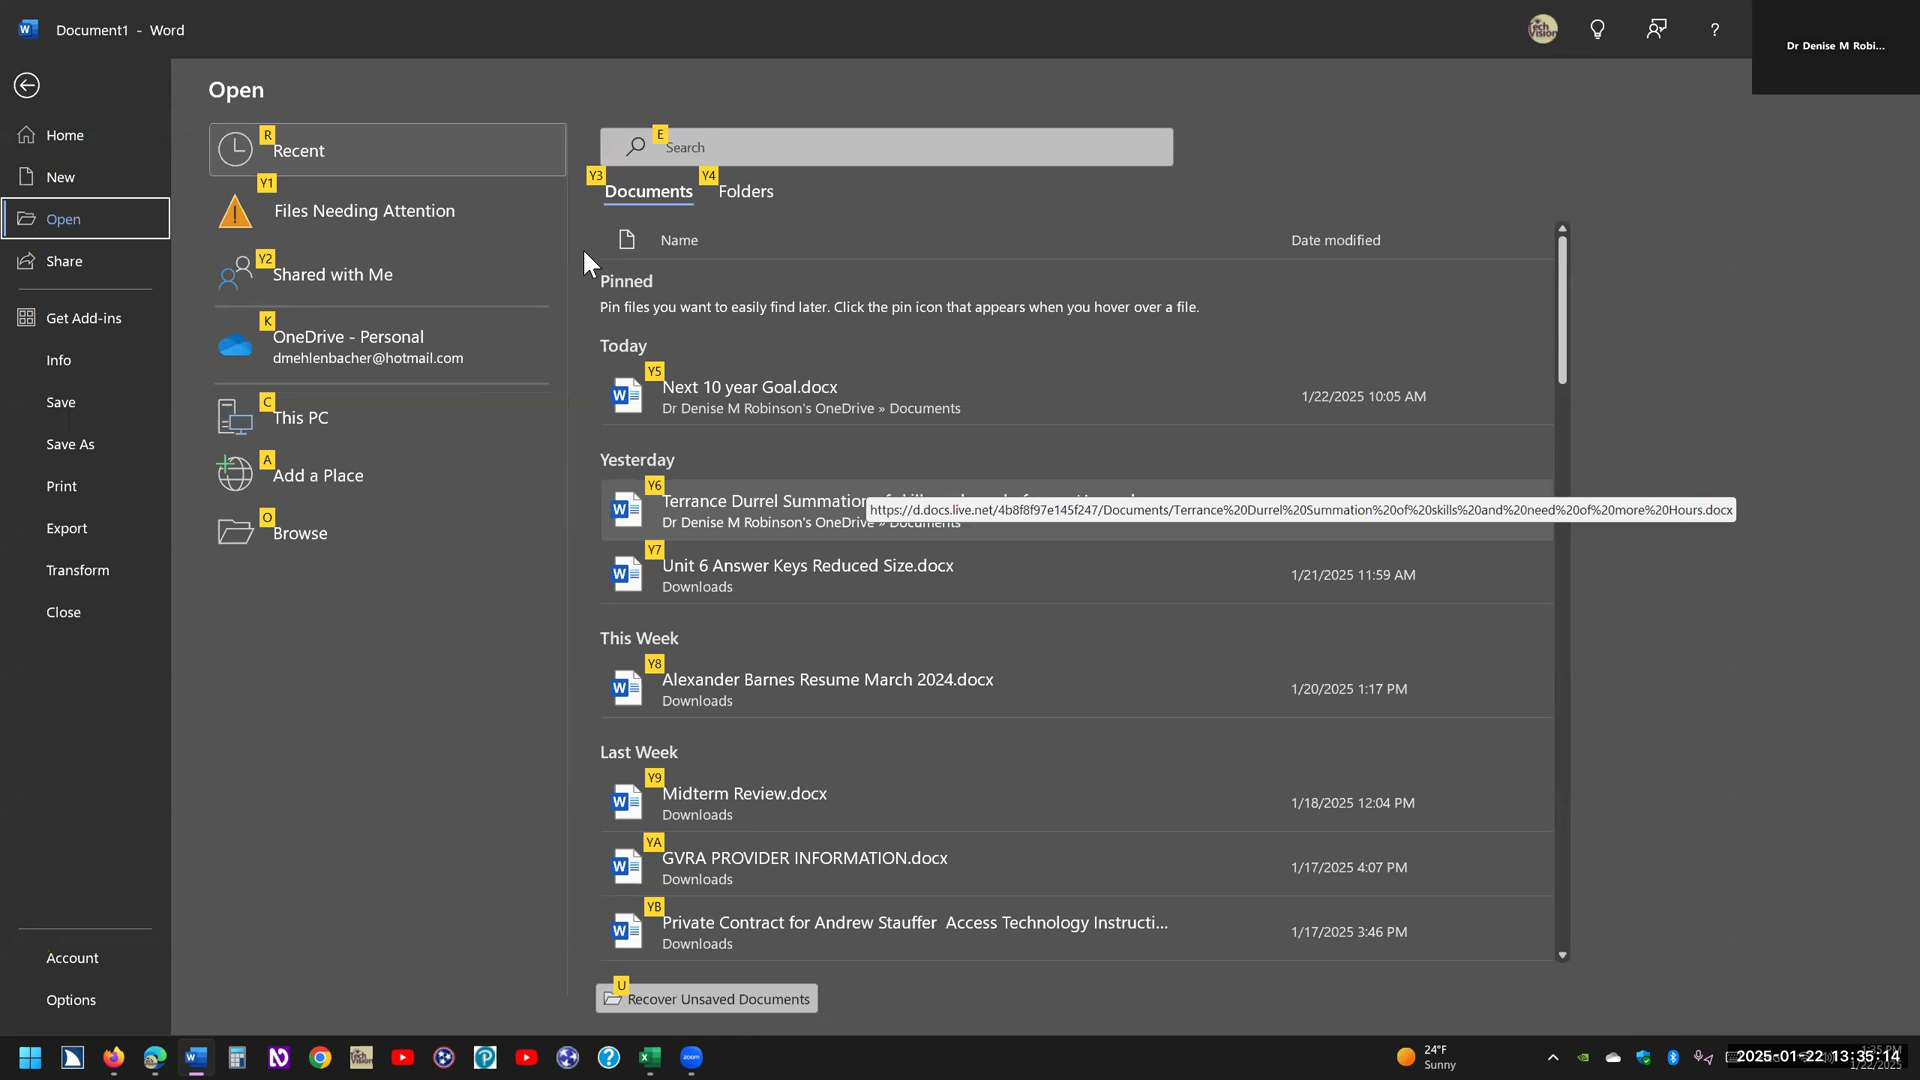 Document1 - Word
Tech
Vision
?
Dr Denise M Robi...
Open
Home
New
Open
Share
Get Add-ins
Info
Save
Save As
Print
Export
Transform
Close
Account
Options
R
Recent
Y1
Files Needing Attention
Y2
Shared with Me
K
OneDrive - Personal
dmehlenbacher@hotmail.com
C
This PC
A
Add a Place
O
Browse
E
Search
Y3
Documents
Y4
Folders
Name
Date modified
Pinned
Pin files you want to easily find later. Click the pin icon that appears when you hover over a file.
Today
Y5
Next 10 year Goal.docx
1/22/2025 10:05 AM
Dr Denise M Robinson's OneDrive » Documents
Yesterday
Y6
Terrance Durrel Summation
https://d.docs.live.net/4b8f8f97e145f247/Documents/Terrance%20Durrel%20Summation%20of%20skills%20and%20need%20of%20more%20Hours.docx
Dr Denise M Robinson's OneDrive » Documents
Y7
Unit 6 Answer Keys Reduced Size.docx
1/21/2025 11:59 AM
Downloads
This Week
Y8
Alexander Barnes Resume March 2024.docx
1/20/2025 1:17 PM
Downloads
Last Week
Y9
Midterm Review.docx
1/18/2025 12:04 PM
Downloads
YA
GVRA PROVIDER INFORMATION.docx
1/17/2025 4:07 PM
Downloads
YB
Private Contract for Andrew Stauffer Access Technology Instructi...
1/17/2025 3:46 PM
Downloads
U
Recover Unsaved Documents
24°F
Sunny
2025-01-22 13:35:14
1:35 PM
1/22/2025